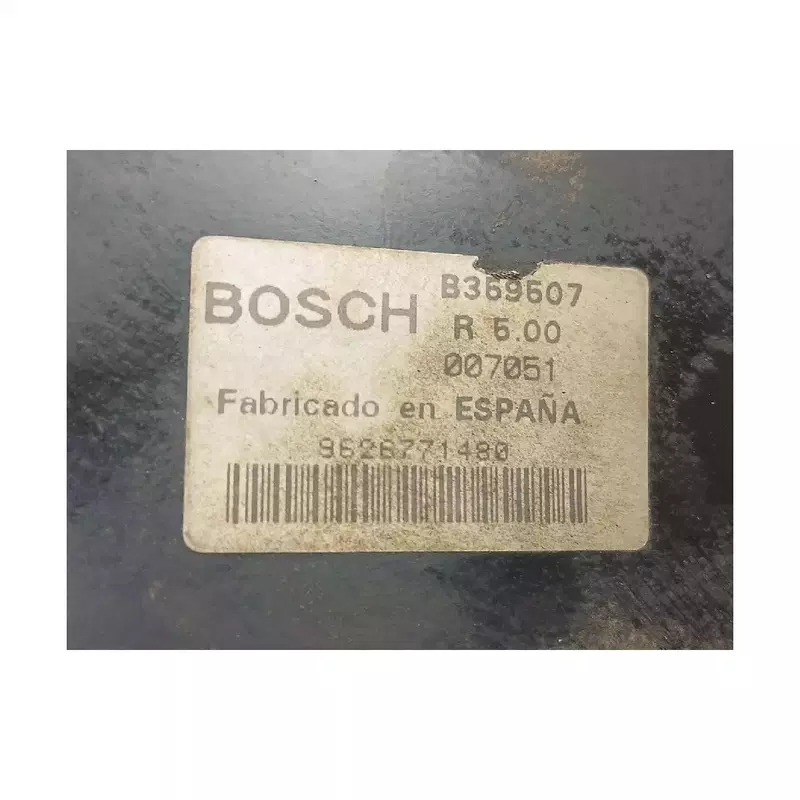 BOSCH
B369607
R 5.00
007051
Fabricado en ESPAÑA
9626771480